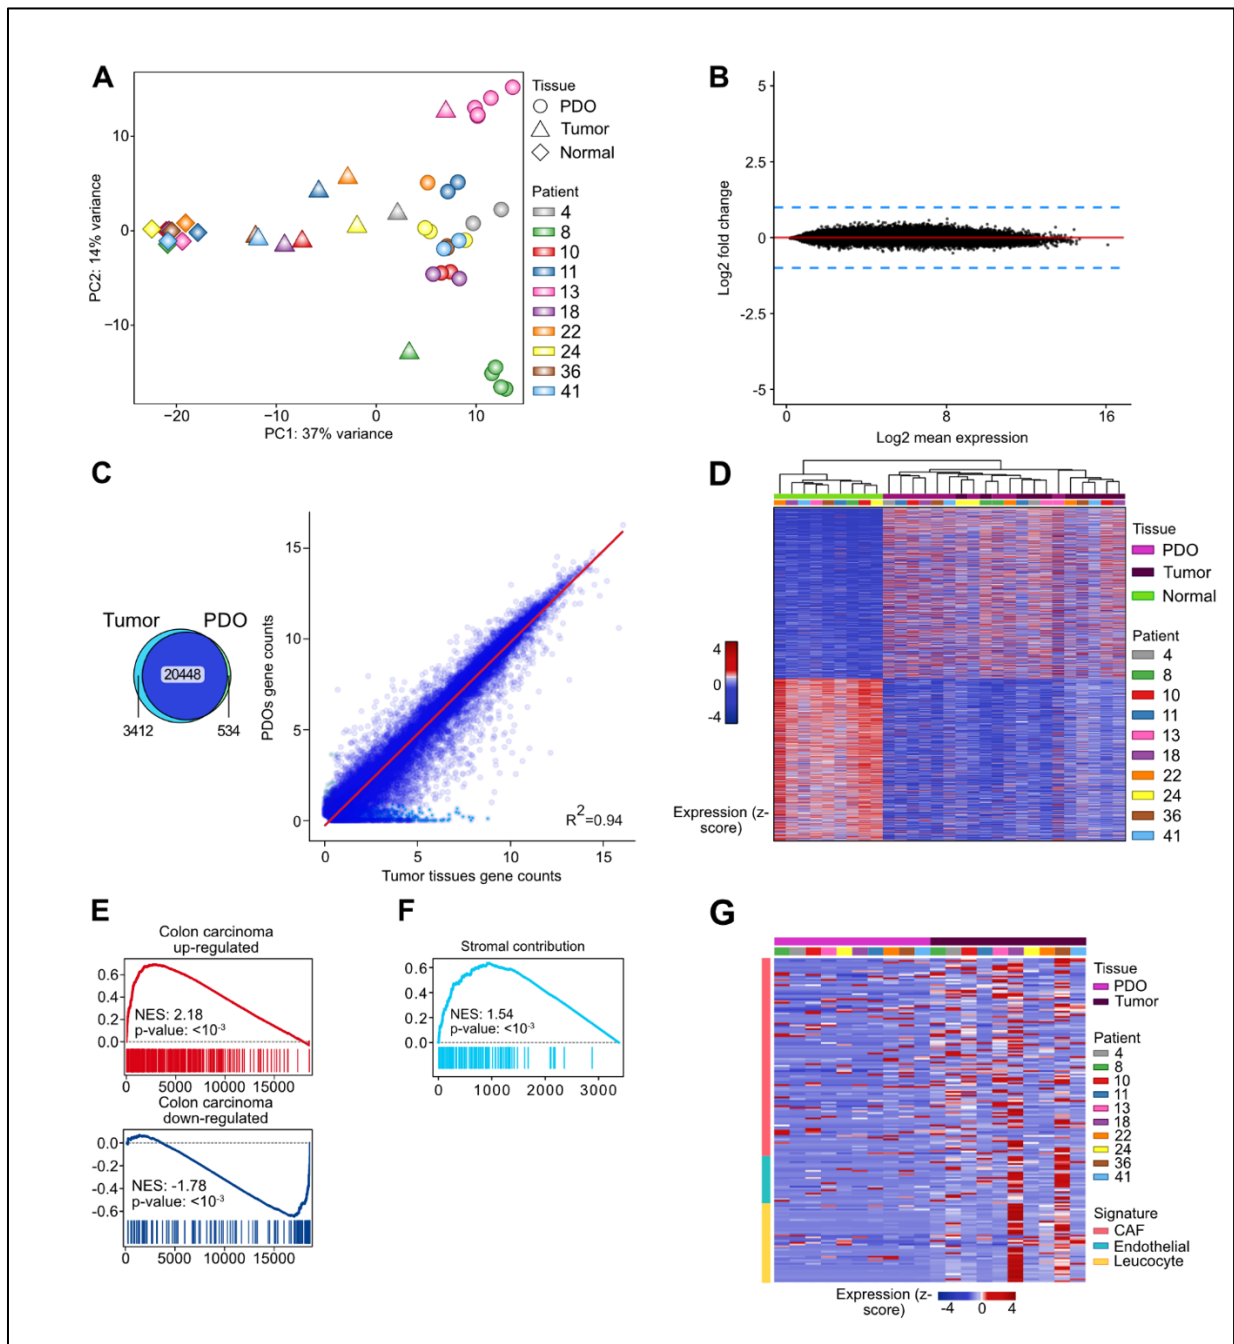 A
10
0
−10
−20
−10
0
10
PC1: 37% variance
PC2: 14% variance
Tissue
PDO
Tumor
Normal
Patient
4
8
10
11
13
18
22
24
36
41
B
5
2.5
0
-2.5
-5
0
8
16
Log2 mean expression
Log2 fold change
C
Tumor
PDO
20448
3412
534
15
10
5
0
0
5
10
15
R²=0.94
PDOs gene counts
Tumor tissues gene counts
D
4
0
-4
Expression (z-
score)
Tissue
PDO
Tumor
Normal
Patient
4
8
10
11
13
18
22
24
36
41
E
Colon carcinoma
up-regulated
0.6
0.4
0.2
0.0
NES: 2.18
p-value: <10⁻³
0
5000
10000
15000
Colon carcinoma
down-regulated
0.0
-0.2
-0.4
-0.6
NES: -1.78
p-value: <10⁻³
0
5000
10000
15000
F
Stromal contribution
0.6
0.4
0.2
0.0
NES: 1.54
p-value: <10⁻³
0
1000
2000
3000
G
Tissue
PDO
Tumor
Patient
4
8
10
11
13
18
22
24
36
41
Signature
CAF
Endothelial
Leucocyte
Expression (z-
score)
-4
0
4